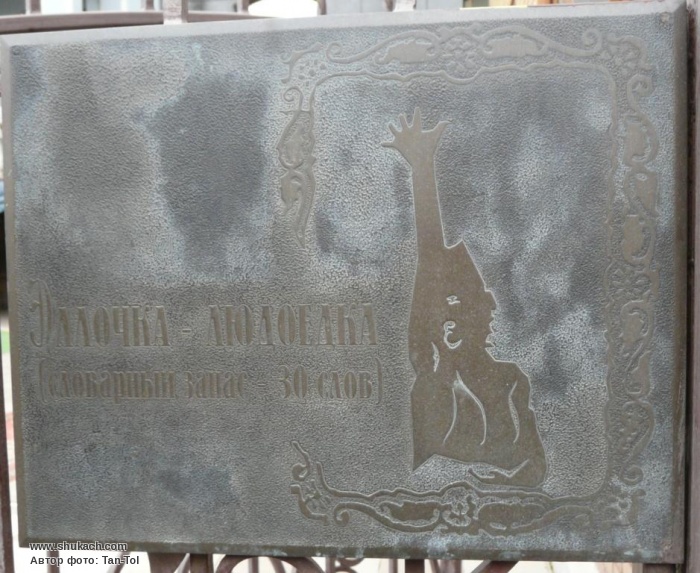 Эллочка - людоедка
(словарный запас - 30 слов)
www.shukach.com
Автор фото: Tan-Tol